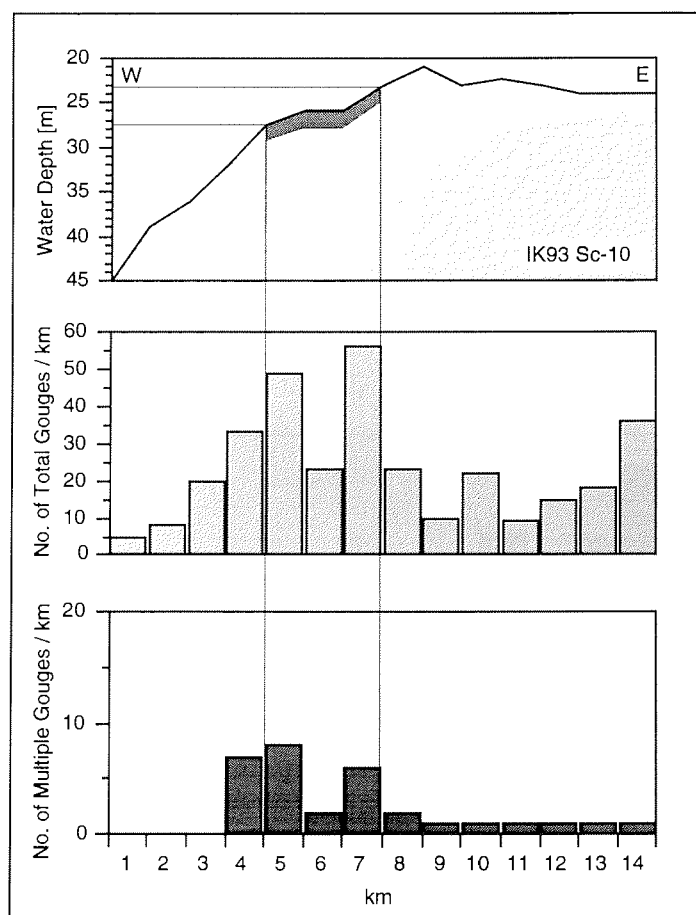 20
25
30
35
40
45
Water Depth [m]
W
E
IK93 Sc-10
60
50
40
30
20
10
0
No. of Total Gouges / km
20
10
0
No. of Multiple Gouges / km
1 2 3 4 5 6 7 8 9 10 11 12 13 14
km